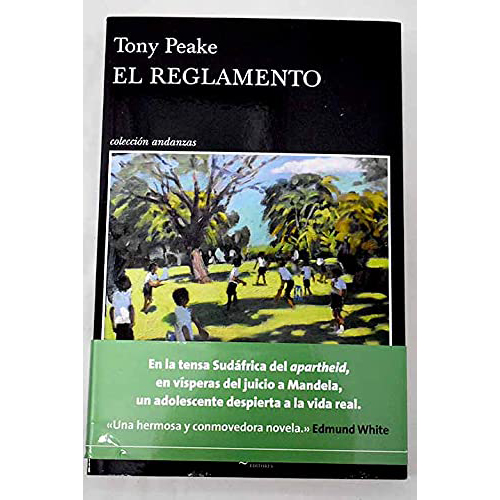 Tony Peake
EL REGLAMENTO
colección andanzas
En la tensa Sudáfrica del apartheid,
en vísperas del juicio a Mandela,
un adolescente despierta a la vida real.
«Una hermosa y conmovedora novela.» Edmund White
EDITORES